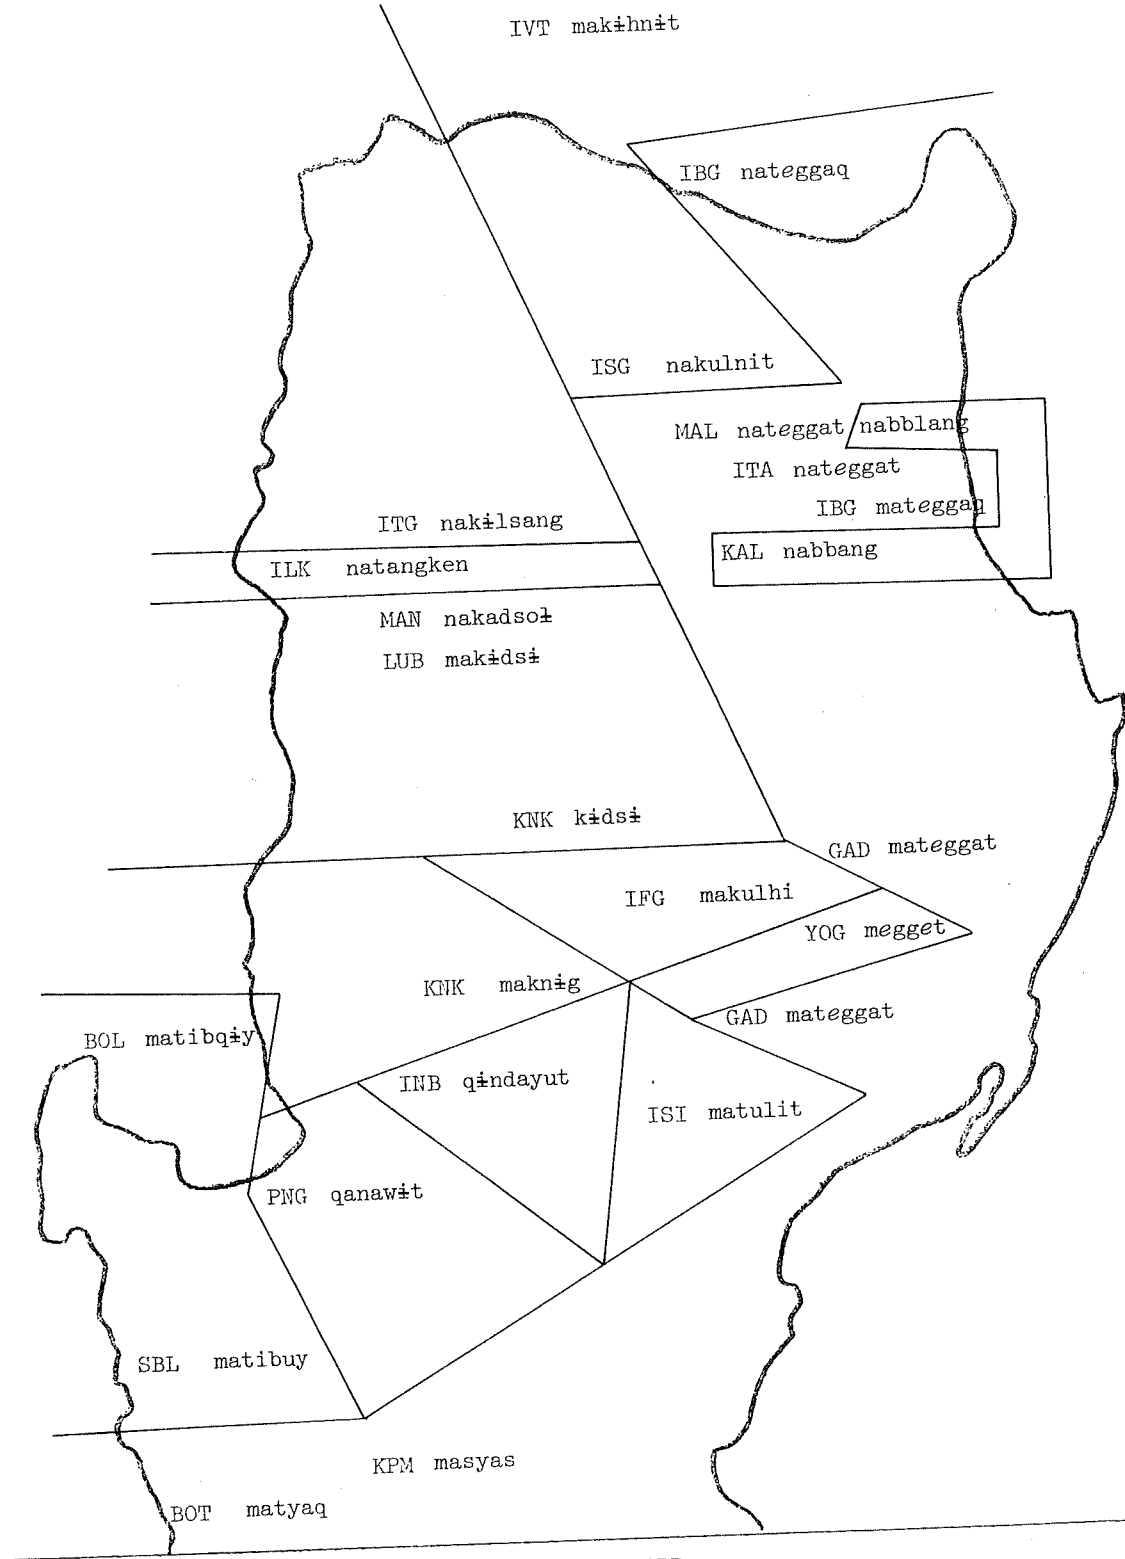 IVT makɨhnɨt
IBG nateggaq
ISG nakulnit
MAL nateggat nabblang
ITA nateggat
IBG mateggaq
ITG nakɨlsang
KAL nabbang
ILK natangken
MAN nakadsoɫ
LUB makɨdsɨ
KNK kɨdsɨ
GAD mateggat
IFG makulhi
YOG megget
KNK maknɨg
GAD mateggat
BOL matibqɨy
INB qɨndayut
ISI matulit
PNG qanawɨt
SBL matibuy
KPM masyas
BOT matyaq